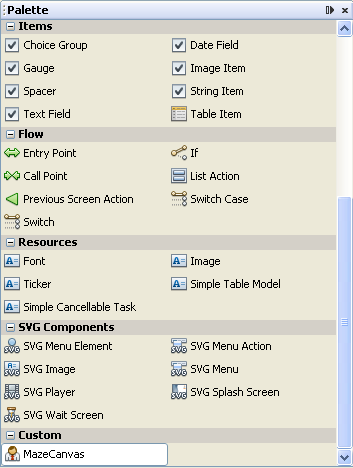 Palette
Items
Choice Group Date Field
Gauge Image Item
Spacer String Item
Text Field Table Item
Flow
Entry Point If
Call Point List Action
Previous Screen Action Switch Case
Switch
Resources
Font Image
Ticker Simple Table Model
Simple Cancellable Task
SVG Components
SVG Menu Element SVG Menu Action
SVG Image SVG Menu
SVG Player SVG Splash Screen
SVG Wait Screen
Custom
MazeCanvas